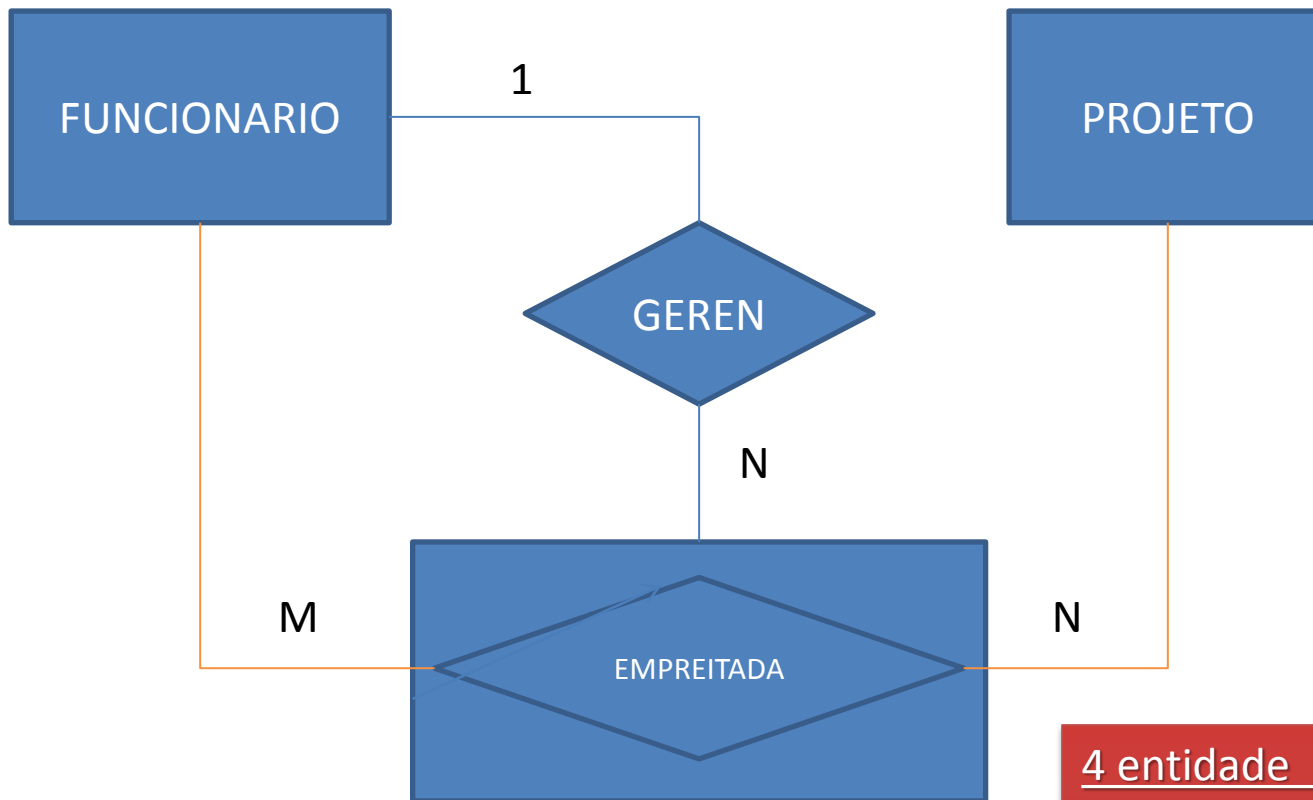 FUNCIONARIO
1
PROJETO
GEREN
N
M
N
EMPREITADA
4 entidade